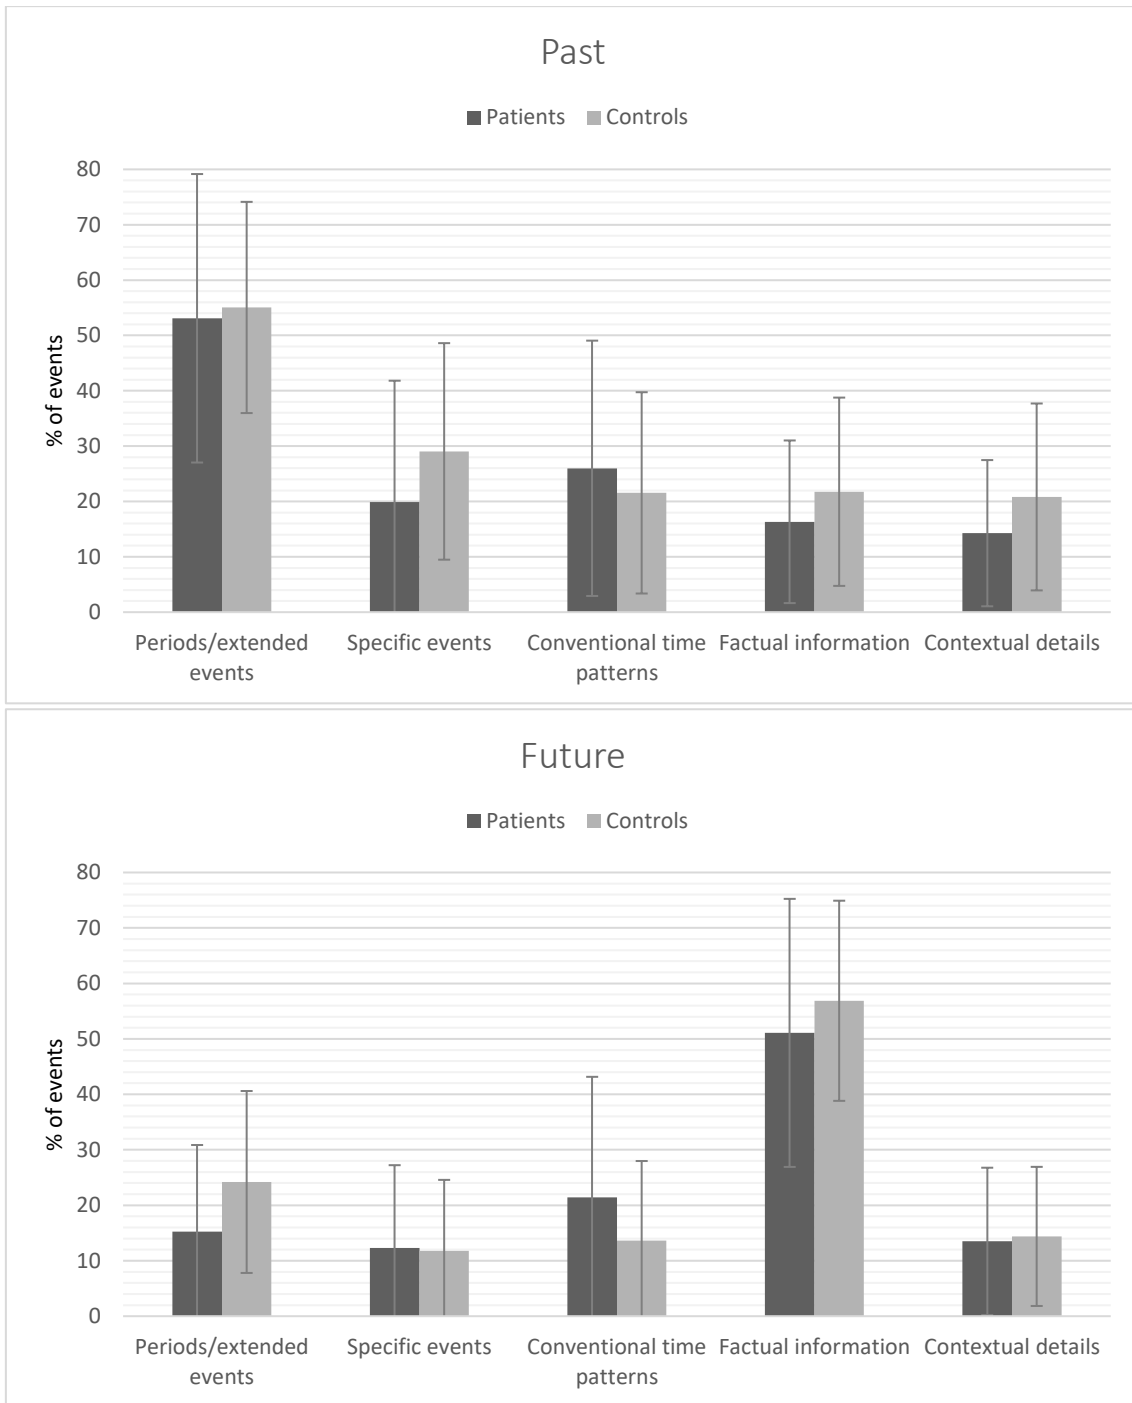 Past
Patients Controls
80
70
60
50
40
30
20
10
0
% of events
Periods/extended events
Specific events
Conventional time patterns
Factual information
Contextual details
Future
Patients Controls
80
70
60
50
40
30
20
10
0
% of events
Periods/extended events
Specific events
Conventional time patterns
Factual information
Contextual details